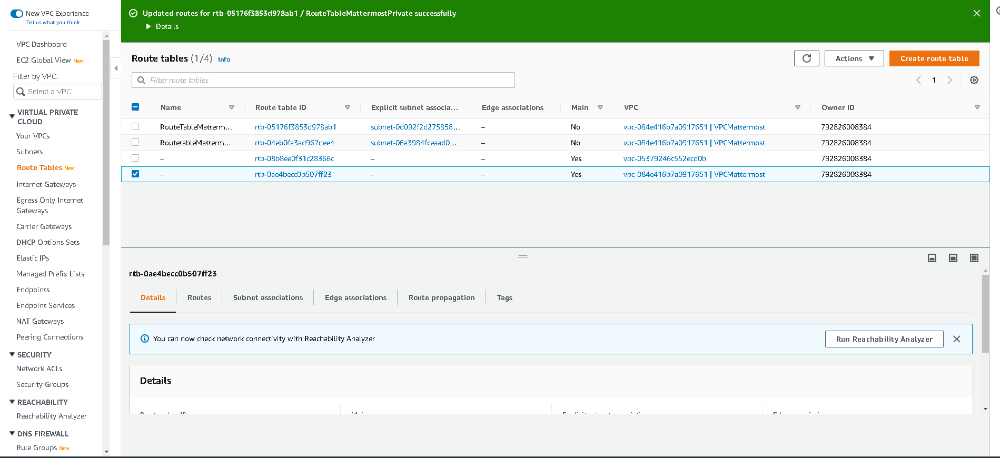 New VPC Experience
Tell us what you think
VPC Dashboard
EC2 Global View New
Filter by VPC:
Select a VPC
VIRTUAL PRIVATE
CLOUD
Your VPCs
Subnets
Route Tables New
Internet Gateways
Egress Only Internet
Gateways
Carrier Gateways
DHCP Options Sets
Elastic IPs
Managed Prefix Lists
Endpoints
Endpoint Services
NAT Gateways
Peering Connections
SECURITY
Network ACLs
Security Groups
REACHABILITY
Reachability Analyzer
DNS FIREWALL
Rule Groups New
Updated routes for rtb-05176f3853d978ab1 / RouteTableMattermostPrivate successfully
Details
Route tables (1/4) Info
Actions
Create route table
Filter route tables
1
Name Route table ID Explicit subnet associa... Edge associations Main VPC Owner ID
RouteTableMatterm... rtb-05176f3853d978ab1 subnet-0d092f2d275858... – No vpc-084e416b7a0917651 | VPCMattermost 792826008384
RoutetableMatterm... rtb-04eb0fa3ad967dee4 subnet-06a3984fceaad0... – No vpc-084e416b7a0917651 | VPCMattermost 792826008384
– rtb-08b8ee0f31c28366c – – Yes vpc-05379246c552ecd0b 792826008384
– rtb-0ae4becc0b507ff23 – – Yes vpc-084e416b7a0917651 | VPCMattermost 792826008384
rtb-0ae4becc0b507ff23
Details Routes Subnet associations Edge associations Route propagation Tags
You can now check network connectivity with Reachability Analyzer
Run Reachability Analyzer
Details